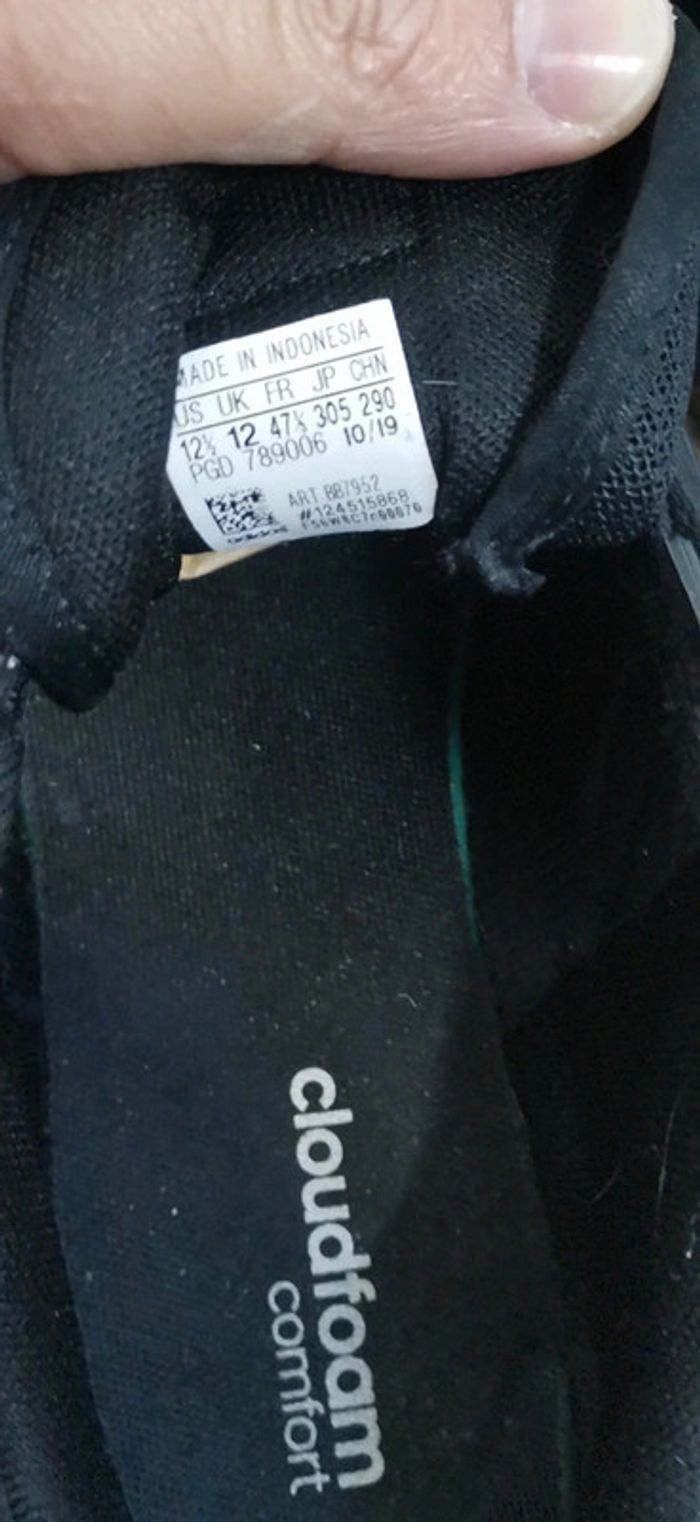 MADE IN INDONESIA
US UK FR JP CHN
12½ 12 47⅓ 305 290
PGD 789006 10/19
ART BB7952
#124515868
adidas
cloudfoam
comfort